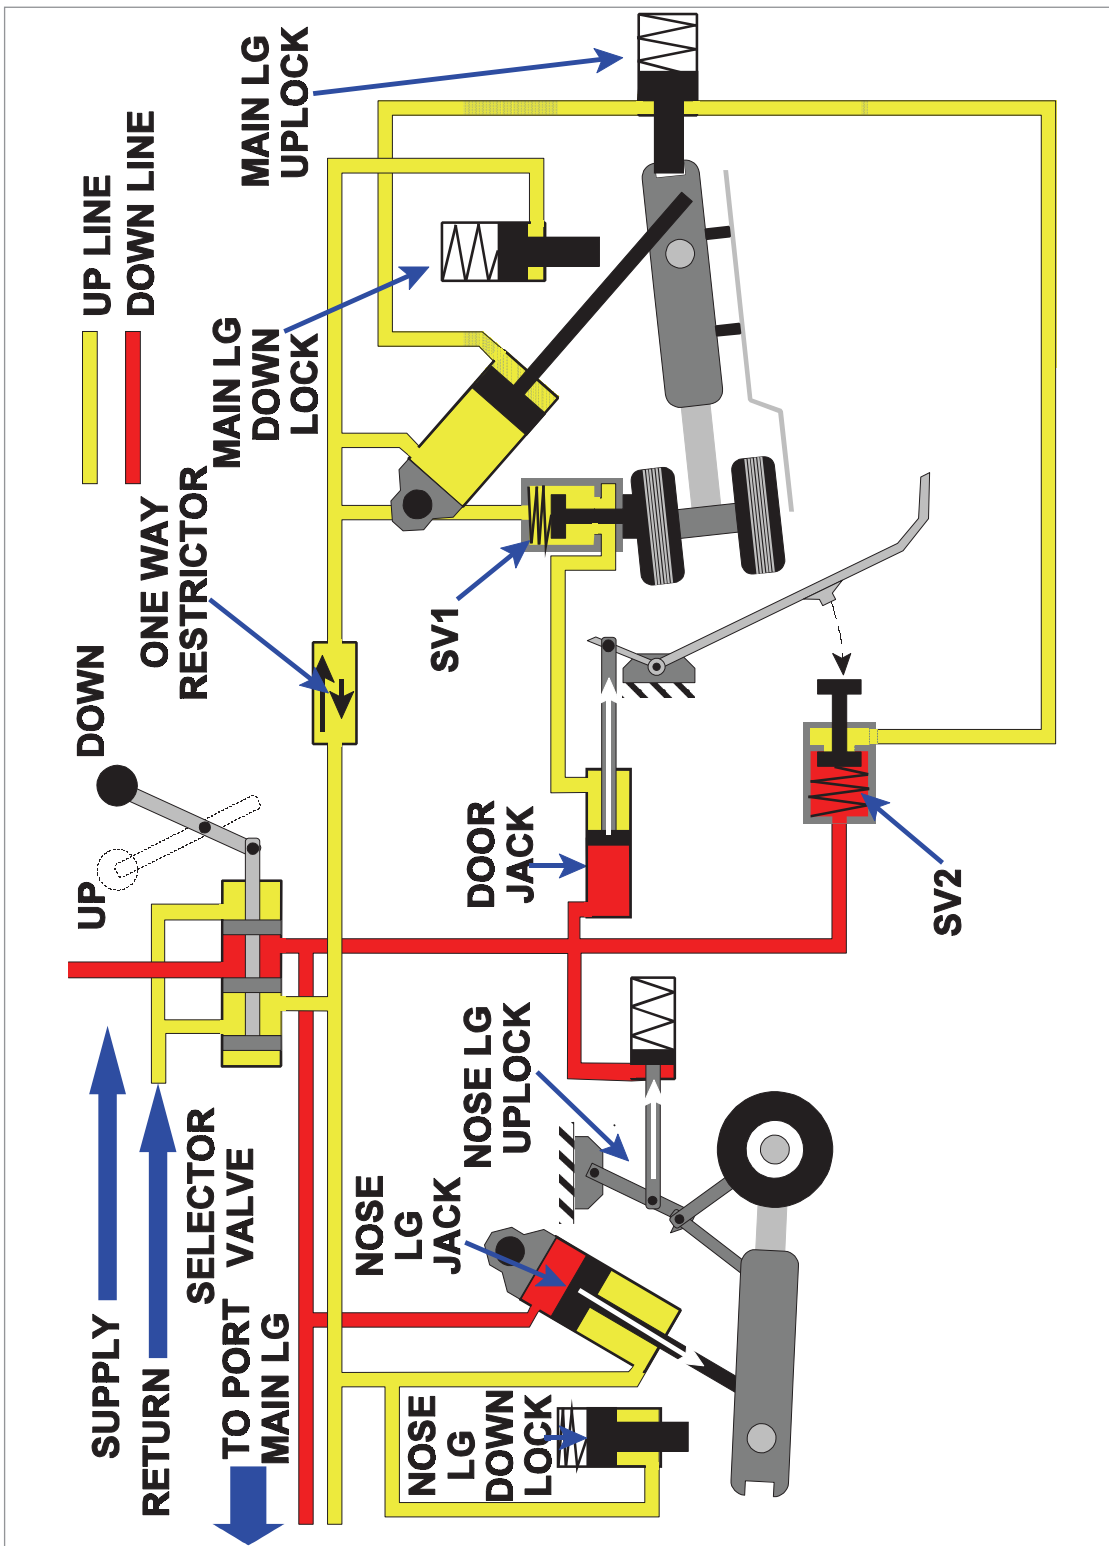 UP LINE
DOWN LINE
MAIN LG
UPLOCK
MAIN LG
DOWN
LOCK
ONE WAY
RESTRICTOR
SV1
DOWN
UP
DOOR
JACK
SV2
NOSE LG
UPLOCK
SELECTOR
VALVE
NOSE
LG
JACK
SUPPLY
RETURN
TO PORT
MAIN LG
NOSE
LG
DOWN
LOCK